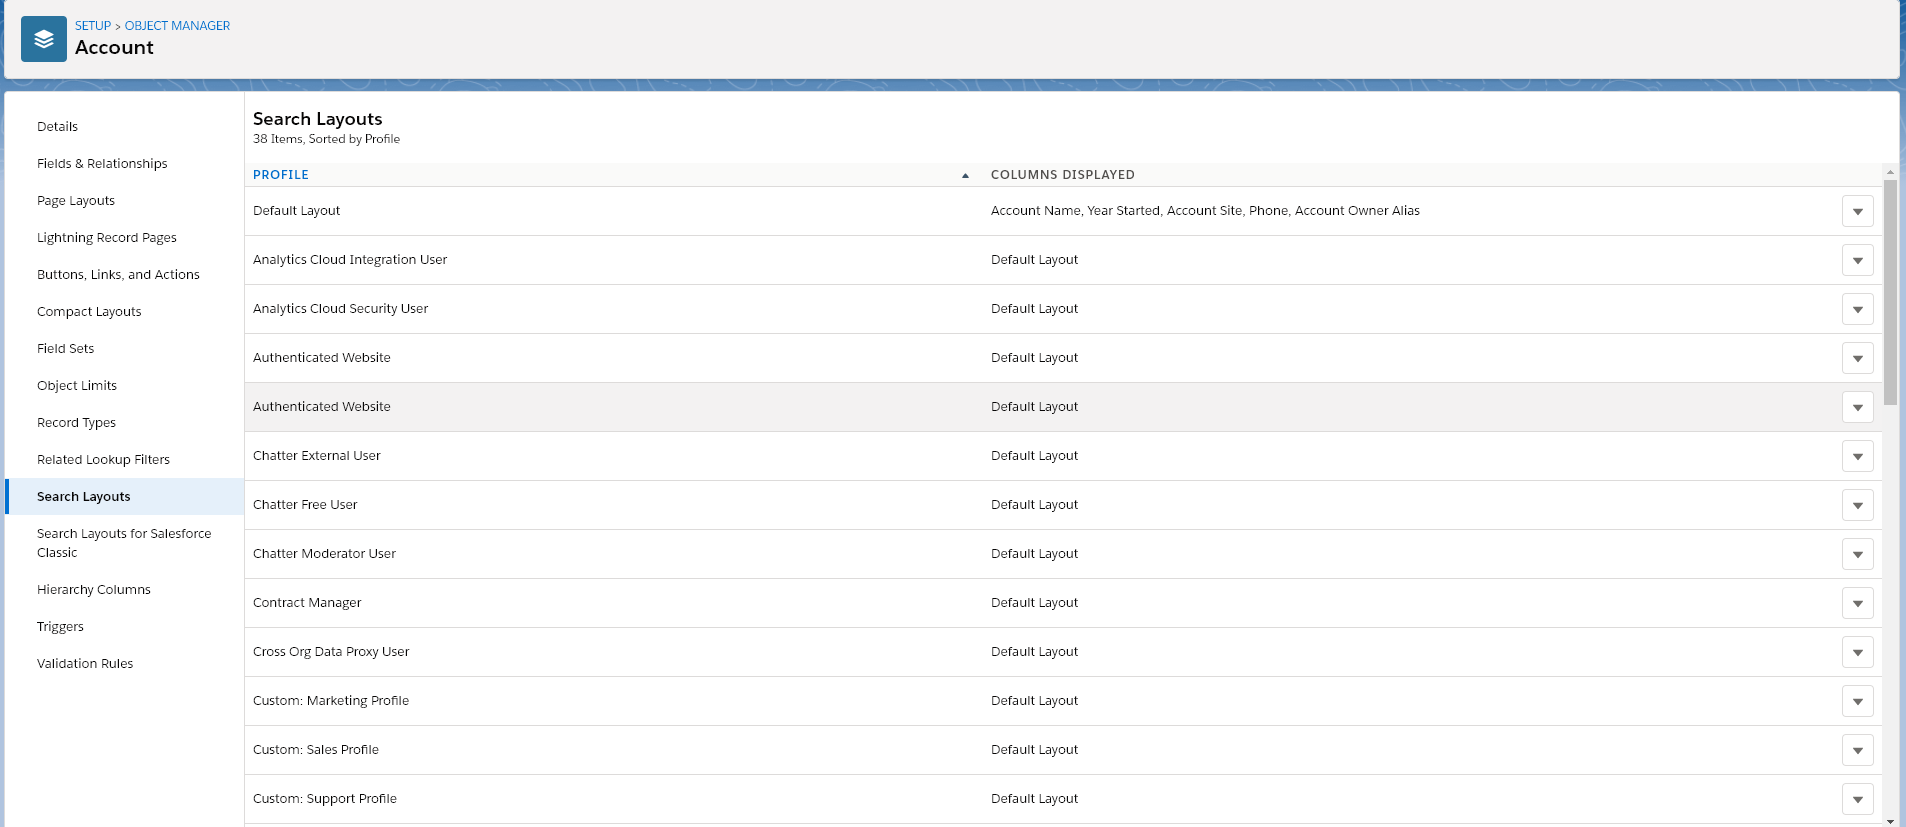 SETUP > OBJECT MANAGER
Account
Details
Fields & Relationships
Page Layouts
Lightning Record Pages
Buttons, Links, and Actions
Compact Layouts
Field Sets
Object Limits
Record Types
Related Lookup Filters
Search Layouts
Search Layouts for Salesforce
Classic
Hierarchy Columns
Triggers
Validation Rules
Search Layouts
38 Items, Sorted by Profile
PROFILE COLUMNS DISPLAYED
Default Layout Account Name, Year Started, Account Site, Phone, Account Owner Alias
Analytics Cloud Integration User Default Layout
Analytics Cloud Security User Default Layout
Authenticated Website Default Layout
Authenticated Website Default Layout
Chatter External User Default Layout
Chatter Free User Default Layout
Chatter Moderator User Default Layout
Contract Manager Default Layout
Cross Org Data Proxy User Default Layout
Custom: Marketing Profile Default Layout
Custom: Sales Profile Default Layout
Custom: Support Profile Default Layout